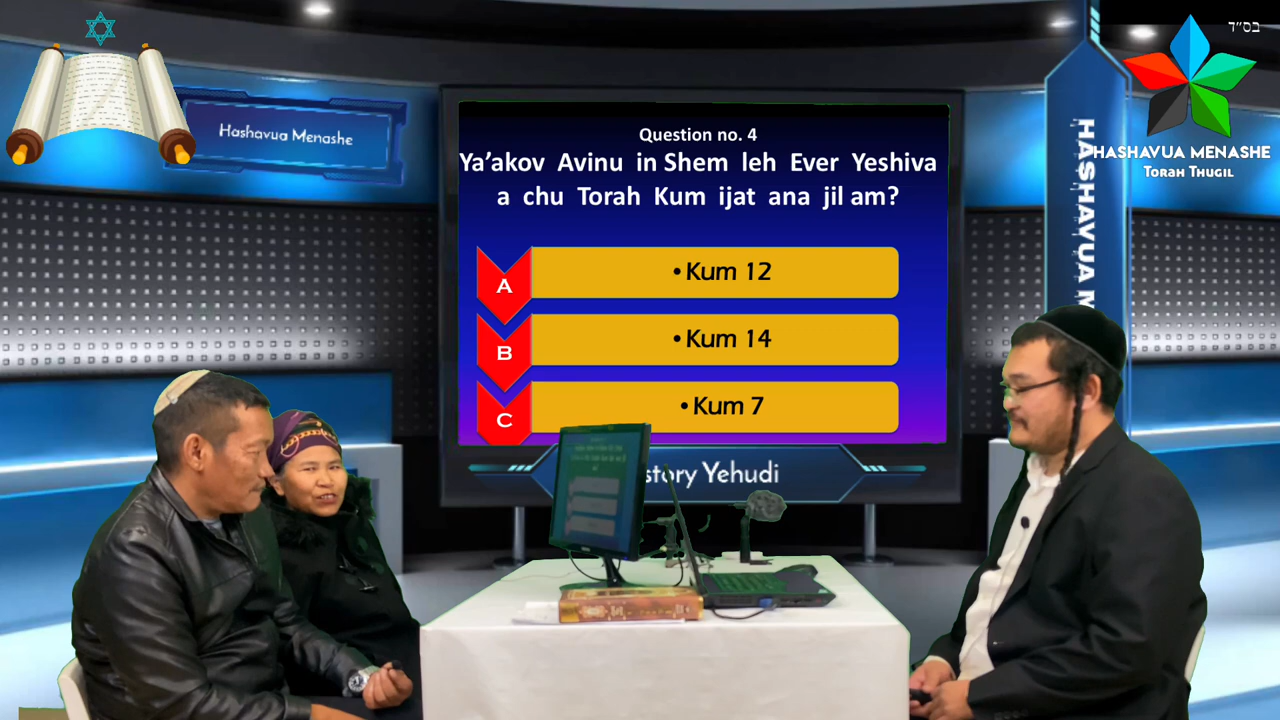 בס״ד
Hashavua Menashe
HASHAVUA MENASHE
Torah Thugil
HASHAVUA M
Question no. 4
Ya’akov Avinu in Shem leh Ever Yeshiva
a chu Torah Kum ijat ana jil am?
A
• Kum 12
B
• Kum 14
C
• Kum 7
story Yehudi